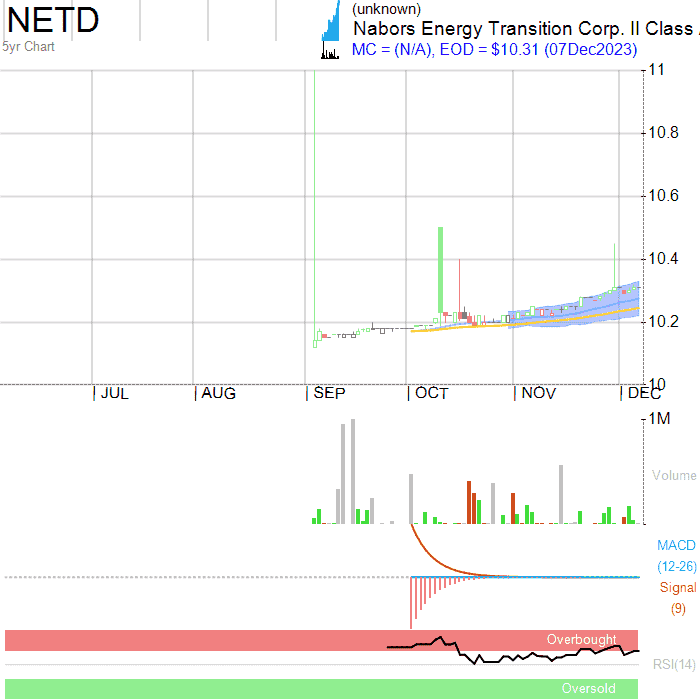 NETD
5yr Chart
(unknown)
Nabors Energy Transition Corp. II Class
MC = (N/A), EOD = $10.31 (07Dec2023)
11
10.8
10.6
10.4
10.2
10
JUL AUG SEP OCT NOV DEC
1M
Volume
MACD
(12-26)
Signal
(9)
Overbought
RSI(14)
Oversold